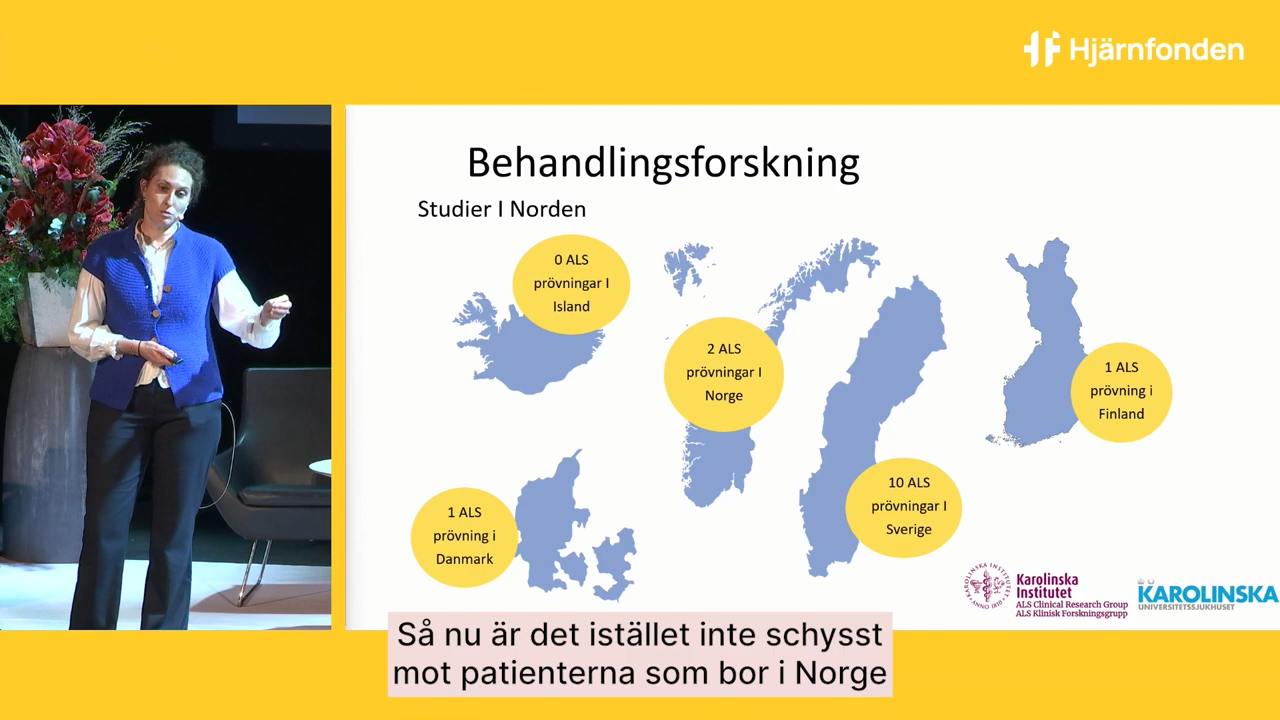 Hjärnfonden
Behandlingsforskning
Studier I Norden
0 ALS
prövningar I
Island
2 ALS
prövningar I
Norge
1 ALS
prövning i
Finland
10 ALS
prövningar I
Sverige
1 ALS
prövning i
Danmark
Karolinska
Institutet
ALS Clinical Research Group
ALS Klinisk Forskningsgrupp
KAROLINSKA
UNIVERSITETSSJUKHUSET
Så nu är det istället inte schysst
mot patienterna som bor i Norge